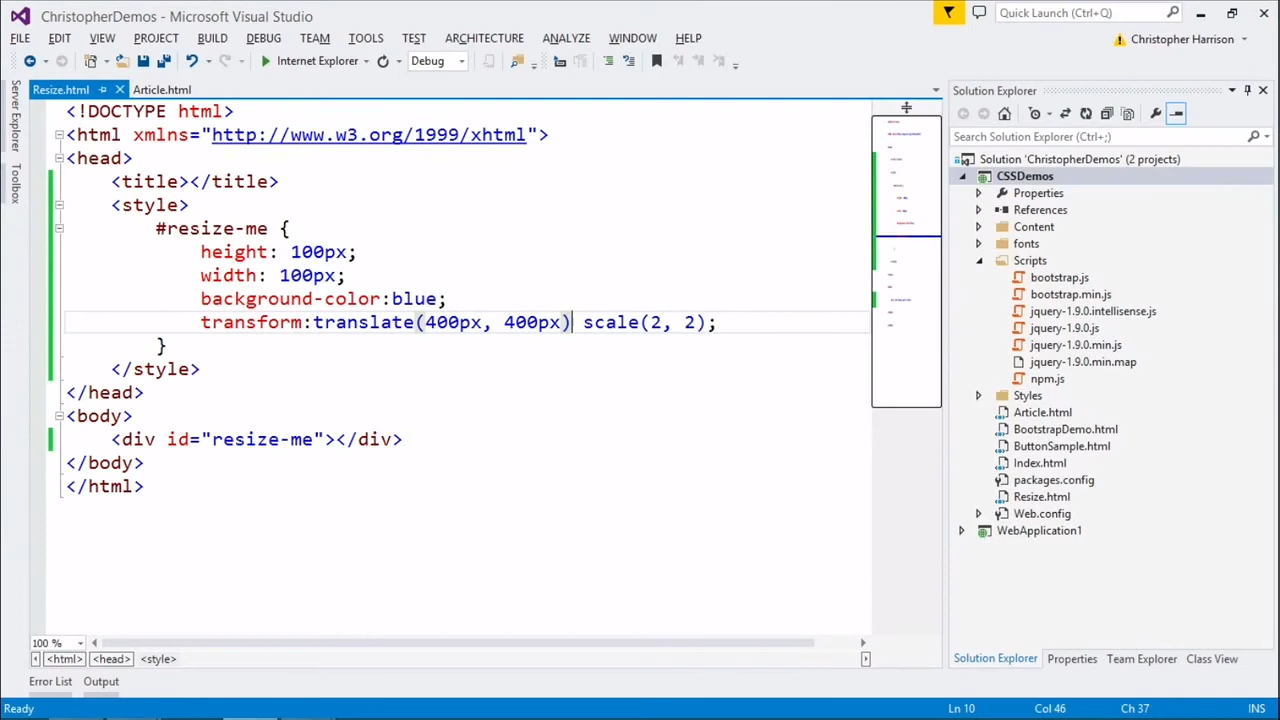 ChristopherDemos - Microsoft Visual Studio
Quick Launch (Ctrl+Q)
FILE EDIT VIEW PROJECT BUILD DEBUG TEAM TOOLS TEST ARCHITECTURE ANALYZE WINDOW HELP
Christopher Harrison
Internet Explorer Debug
Server Explorer
Toolbox
Resize.html Article.html
<!DOCTYPE html>
<html xmlns="http://www.w3.org/1999/xhtml">
<head>
<title></title>
<style>
#resize-me {
height: 100px;
width: 100px;
background-color:blue;
transform:translate(400px, 400px) scale(2, 2);
}
</style>
</head>
<body>
<div id="resize-me"></div>
</body>
</html>
100 %
<html> <head> <style>
Error List Output
Solution Explorer
Search Solution Explorer (Ctrl+;)
Solution 'ChristopherDemos' (2 projects)
CSSDemos
Properties
References
Content
fonts
Scripts
bootstrap.js
bootstrap.min.js
jquery-1.9.0.intellisense.js
jquery-1.9.0.js
jquery-1.9.0.min.js
jquery-1.9.0.min.map
npm.js
Styles
Article.html
BootstrapDemo.html
ButtonSample.html
Index.html
packages.config
Resize.html
Web.config
WebApplication1
Solution Explorer Properties Team Explorer Class View
Ready Ln 10 Col 46 Ch 37 INS